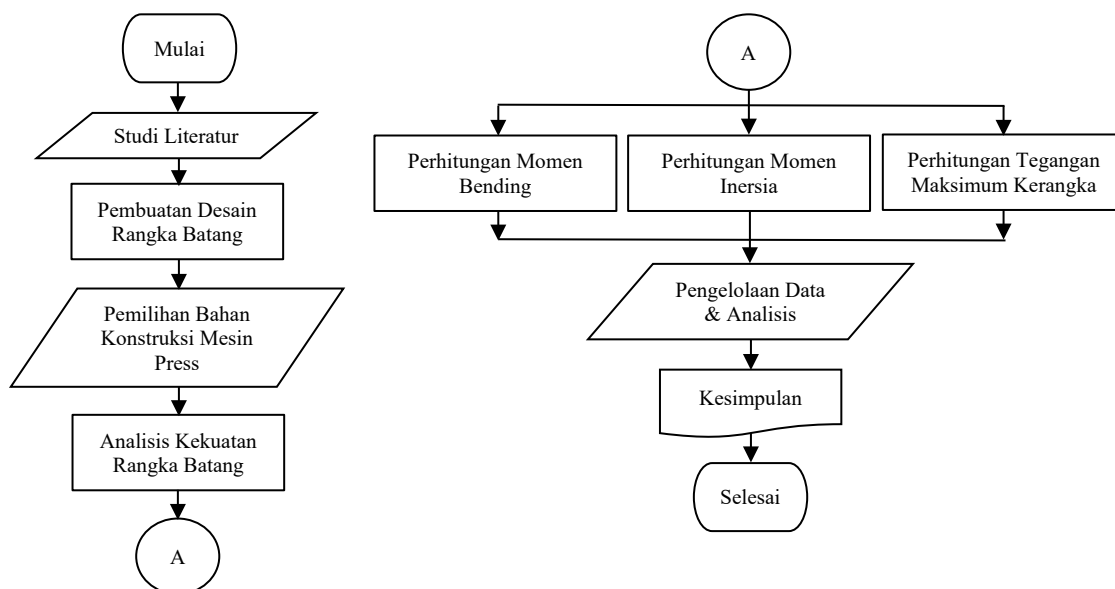 Mulai
Studi Literatur
Pembuatan Desain
Rangka Batang
Pemilihan Bahan
Konstruksi Mesin
Press
Analisis Kekuatan
Rangka Batang
A
A
Perhitungan Momen
Bending
Perhitungan Momen
Inersia
Perhitungan Tegangan
Maksimum Kerangka
Pengelolaan Data
& Analisis
Kesimpulan
Selesai